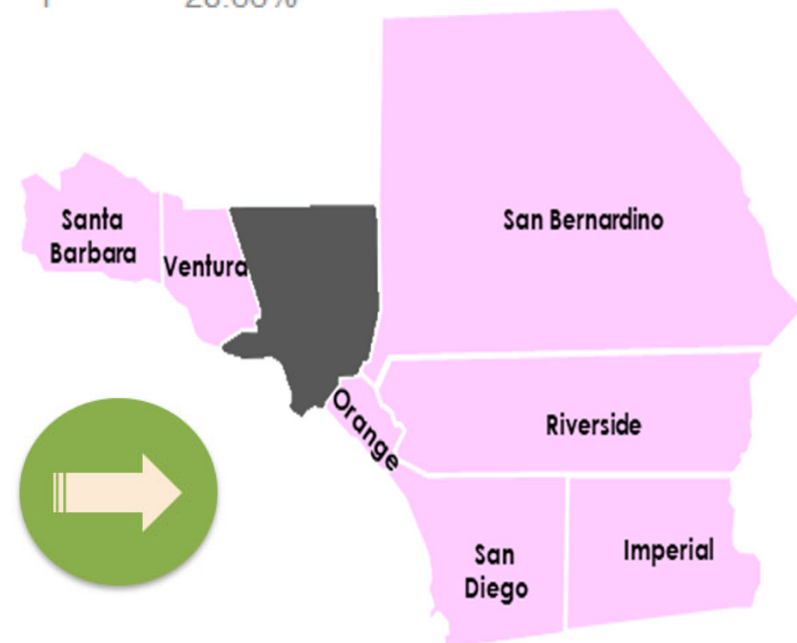 Santa
Barbara
Ventura
San Bernardino
Orange
Riverside
San
Diego
Imperial